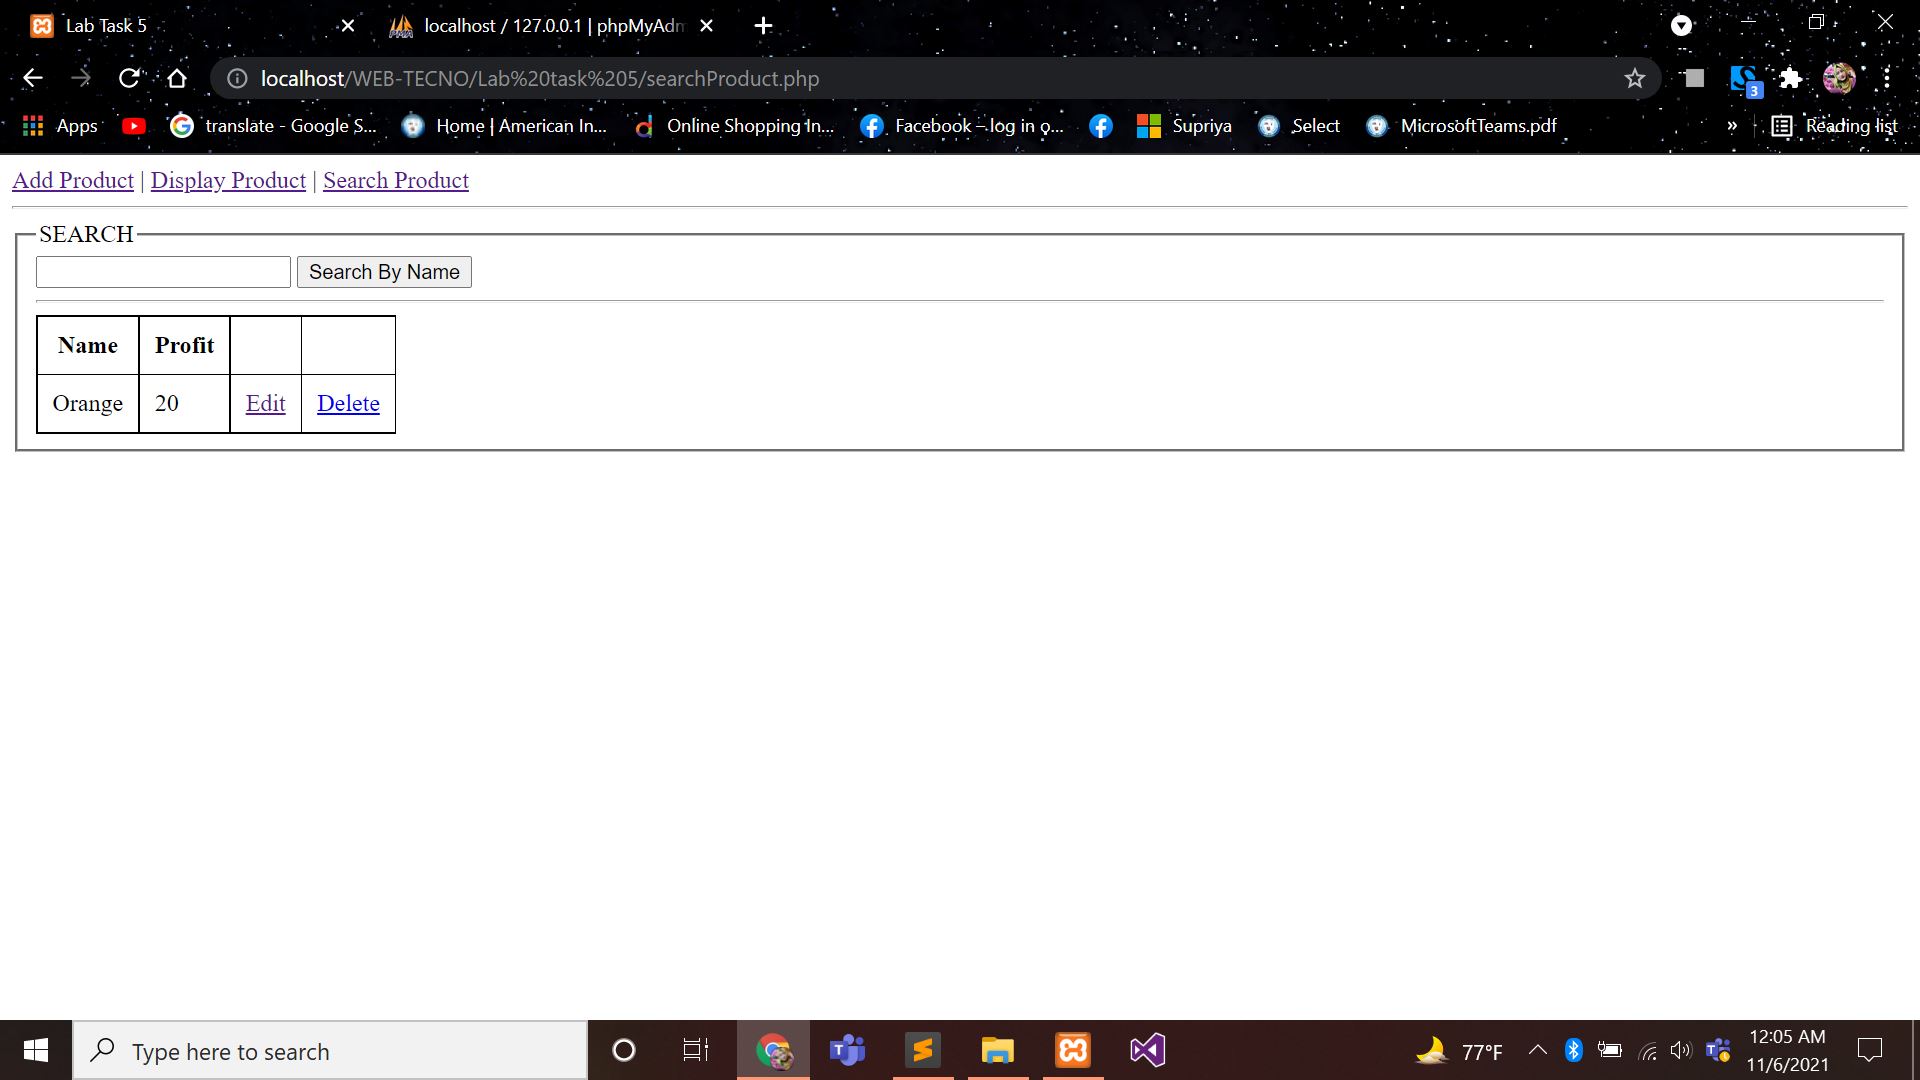 Lab Task 5
localhost / 127.0.0.1 | phpMyAdm
localhost/WEB-TECNO/Lab%20task%205/searchProduct.php
3
Apps
translate - Google S...
Home | American In...
Online Shopping In...
Facebook – log in o...
Supriya
Select
MicrosoftTeams.pdf
»
Reading list
Add Product | Display Product | Search Product
SEARCH
Search By Name
Name Profit
Orange 20 Edit Delete
Type here to search
77°F
12:05 AM
11/6/2021